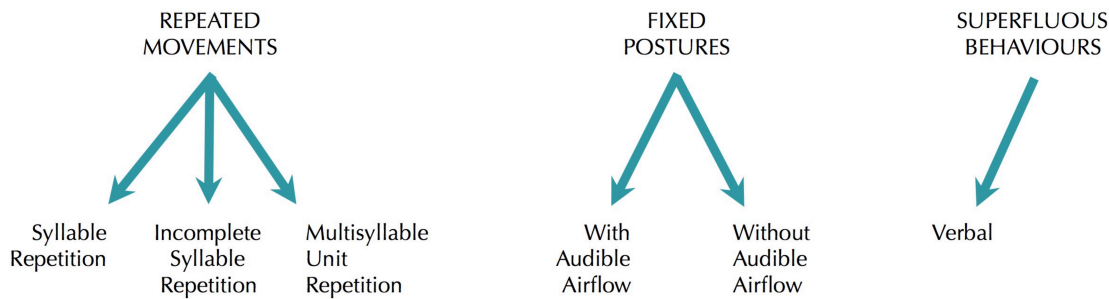 REPEATED
MOVEMENTS
FIXED
POSTURES
SUPERFLUOUS
BEHAVIOURS
Syllable
Repetition
Incomplete
Syllable
Repetition
Multisyllable
Unit
Repetition
With
Audible
Airflow
Without
Audible
Airflow
Verbal